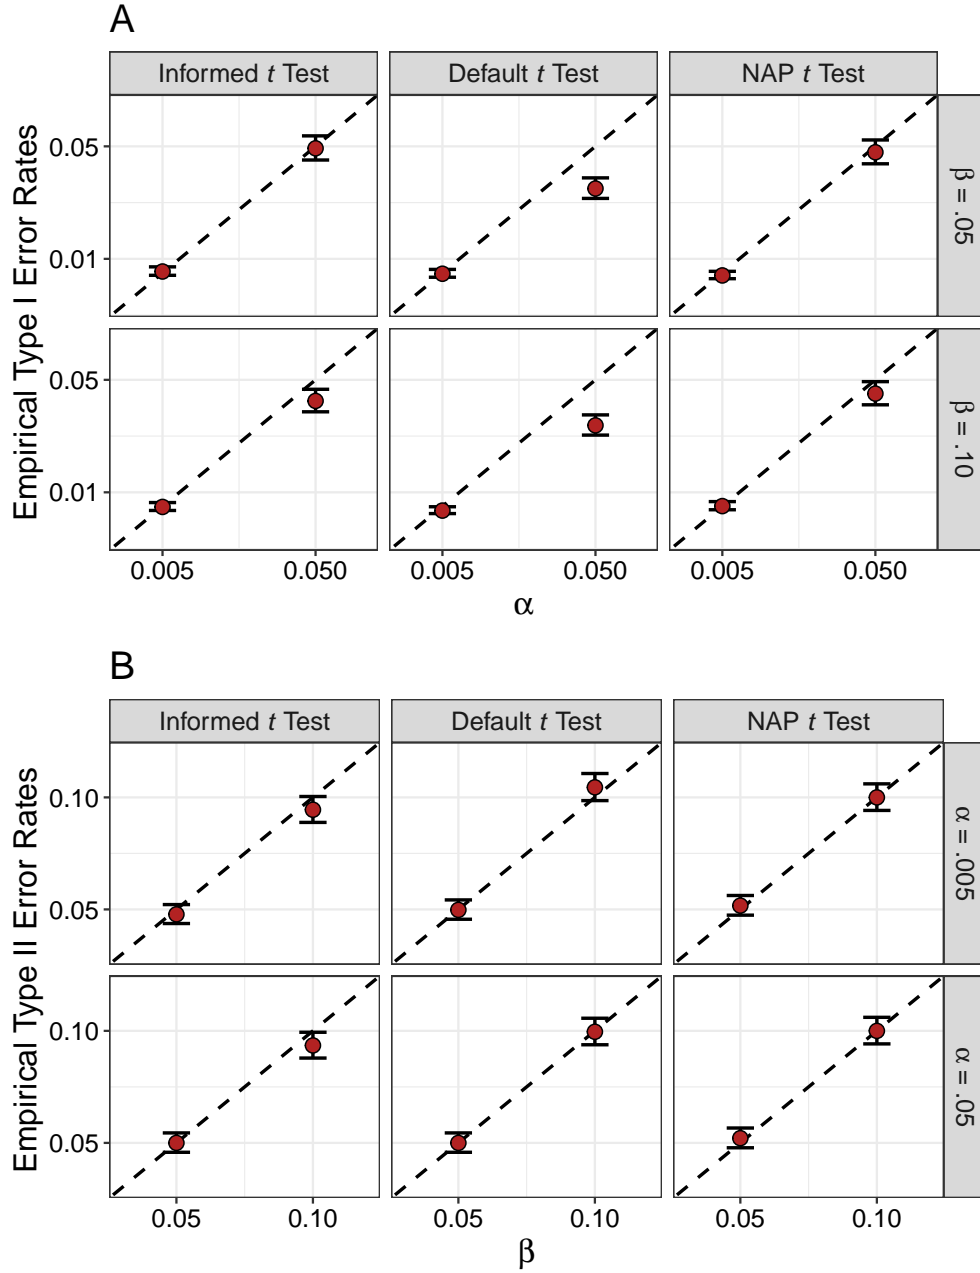 A
Informed t Test Default t Test NAP t Test
Empirical Type I Error Rates
0.05
0.01
β = .05
0.05
0.01
β = .10
0.005 0.050 0.005 0.050 0.005 0.050
α
B
Informed t Test Default t Test NAP t Test
Empirical Type II Error Rates
0.10
0.05
α = .005
0.10
0.05
α = .05
0.05 0.10 0.05 0.10 0.05 0.10
β